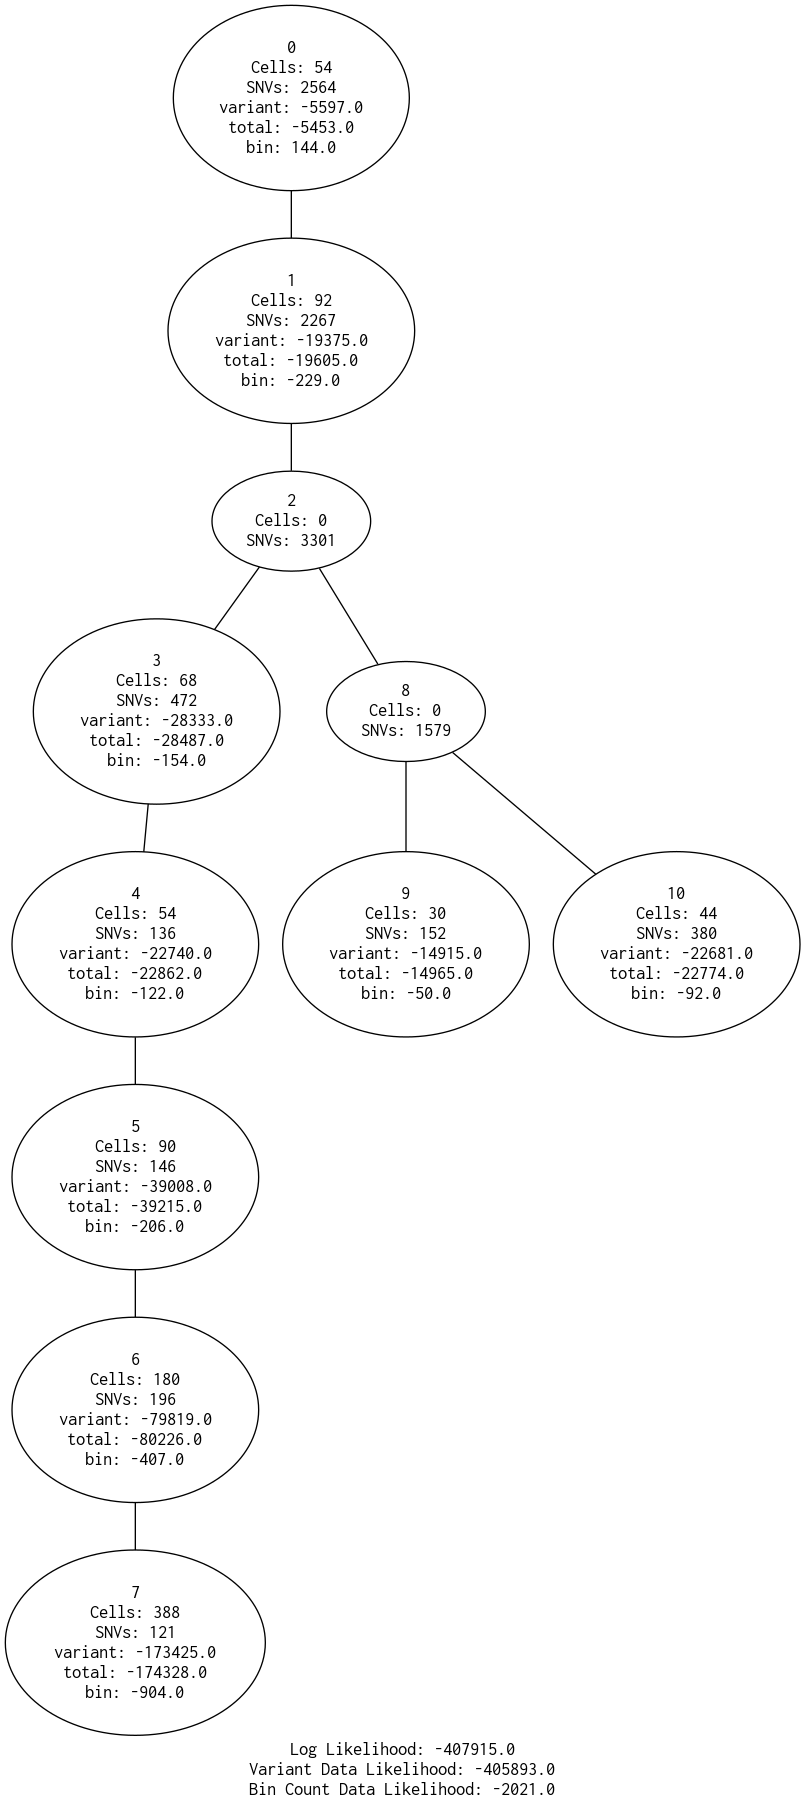 0
Cells: 54
SNVs: 2564
variant: -5597.0
total: -5453.0
bin: 144.0
1
Cells: 92
SNVs: 2267
variant: -19375.0
total: -19605.0
bin: -229.0
2
Cells: 0
SNVs: 3301
3
Cells: 68
SNVs: 472
variant: -28333.0
total: -28487.0
bin: -154.0
8
Cells: 0
SNVs: 1579
4
Cells: 54
SNVs: 136
variant: -22740.0
total: -22862.0
bin: -122.0
9
Cells: 30
SNVs: 152
variant: -14915.0
total: -14965.0
bin: -50.0
10
Cells: 44
SNVs: 380
variant: -22681.0
total: -22774.0
bin: -92.0
5
Cells: 90
SNVs: 146
variant: -39008.0
total: -39215.0
bin: -206.0
6
Cells: 180
SNVs: 196
variant: -79819.0
total: -80226.0
bin: -407.0
7
Cells: 388
SNVs: 121
variant: -173425.0
total: -174328.0
bin: -904.0
Log Likelihood: -407915.0
Variant Data Likelihood: -405893.0
Bin Count Data Likelihood: -2021.0